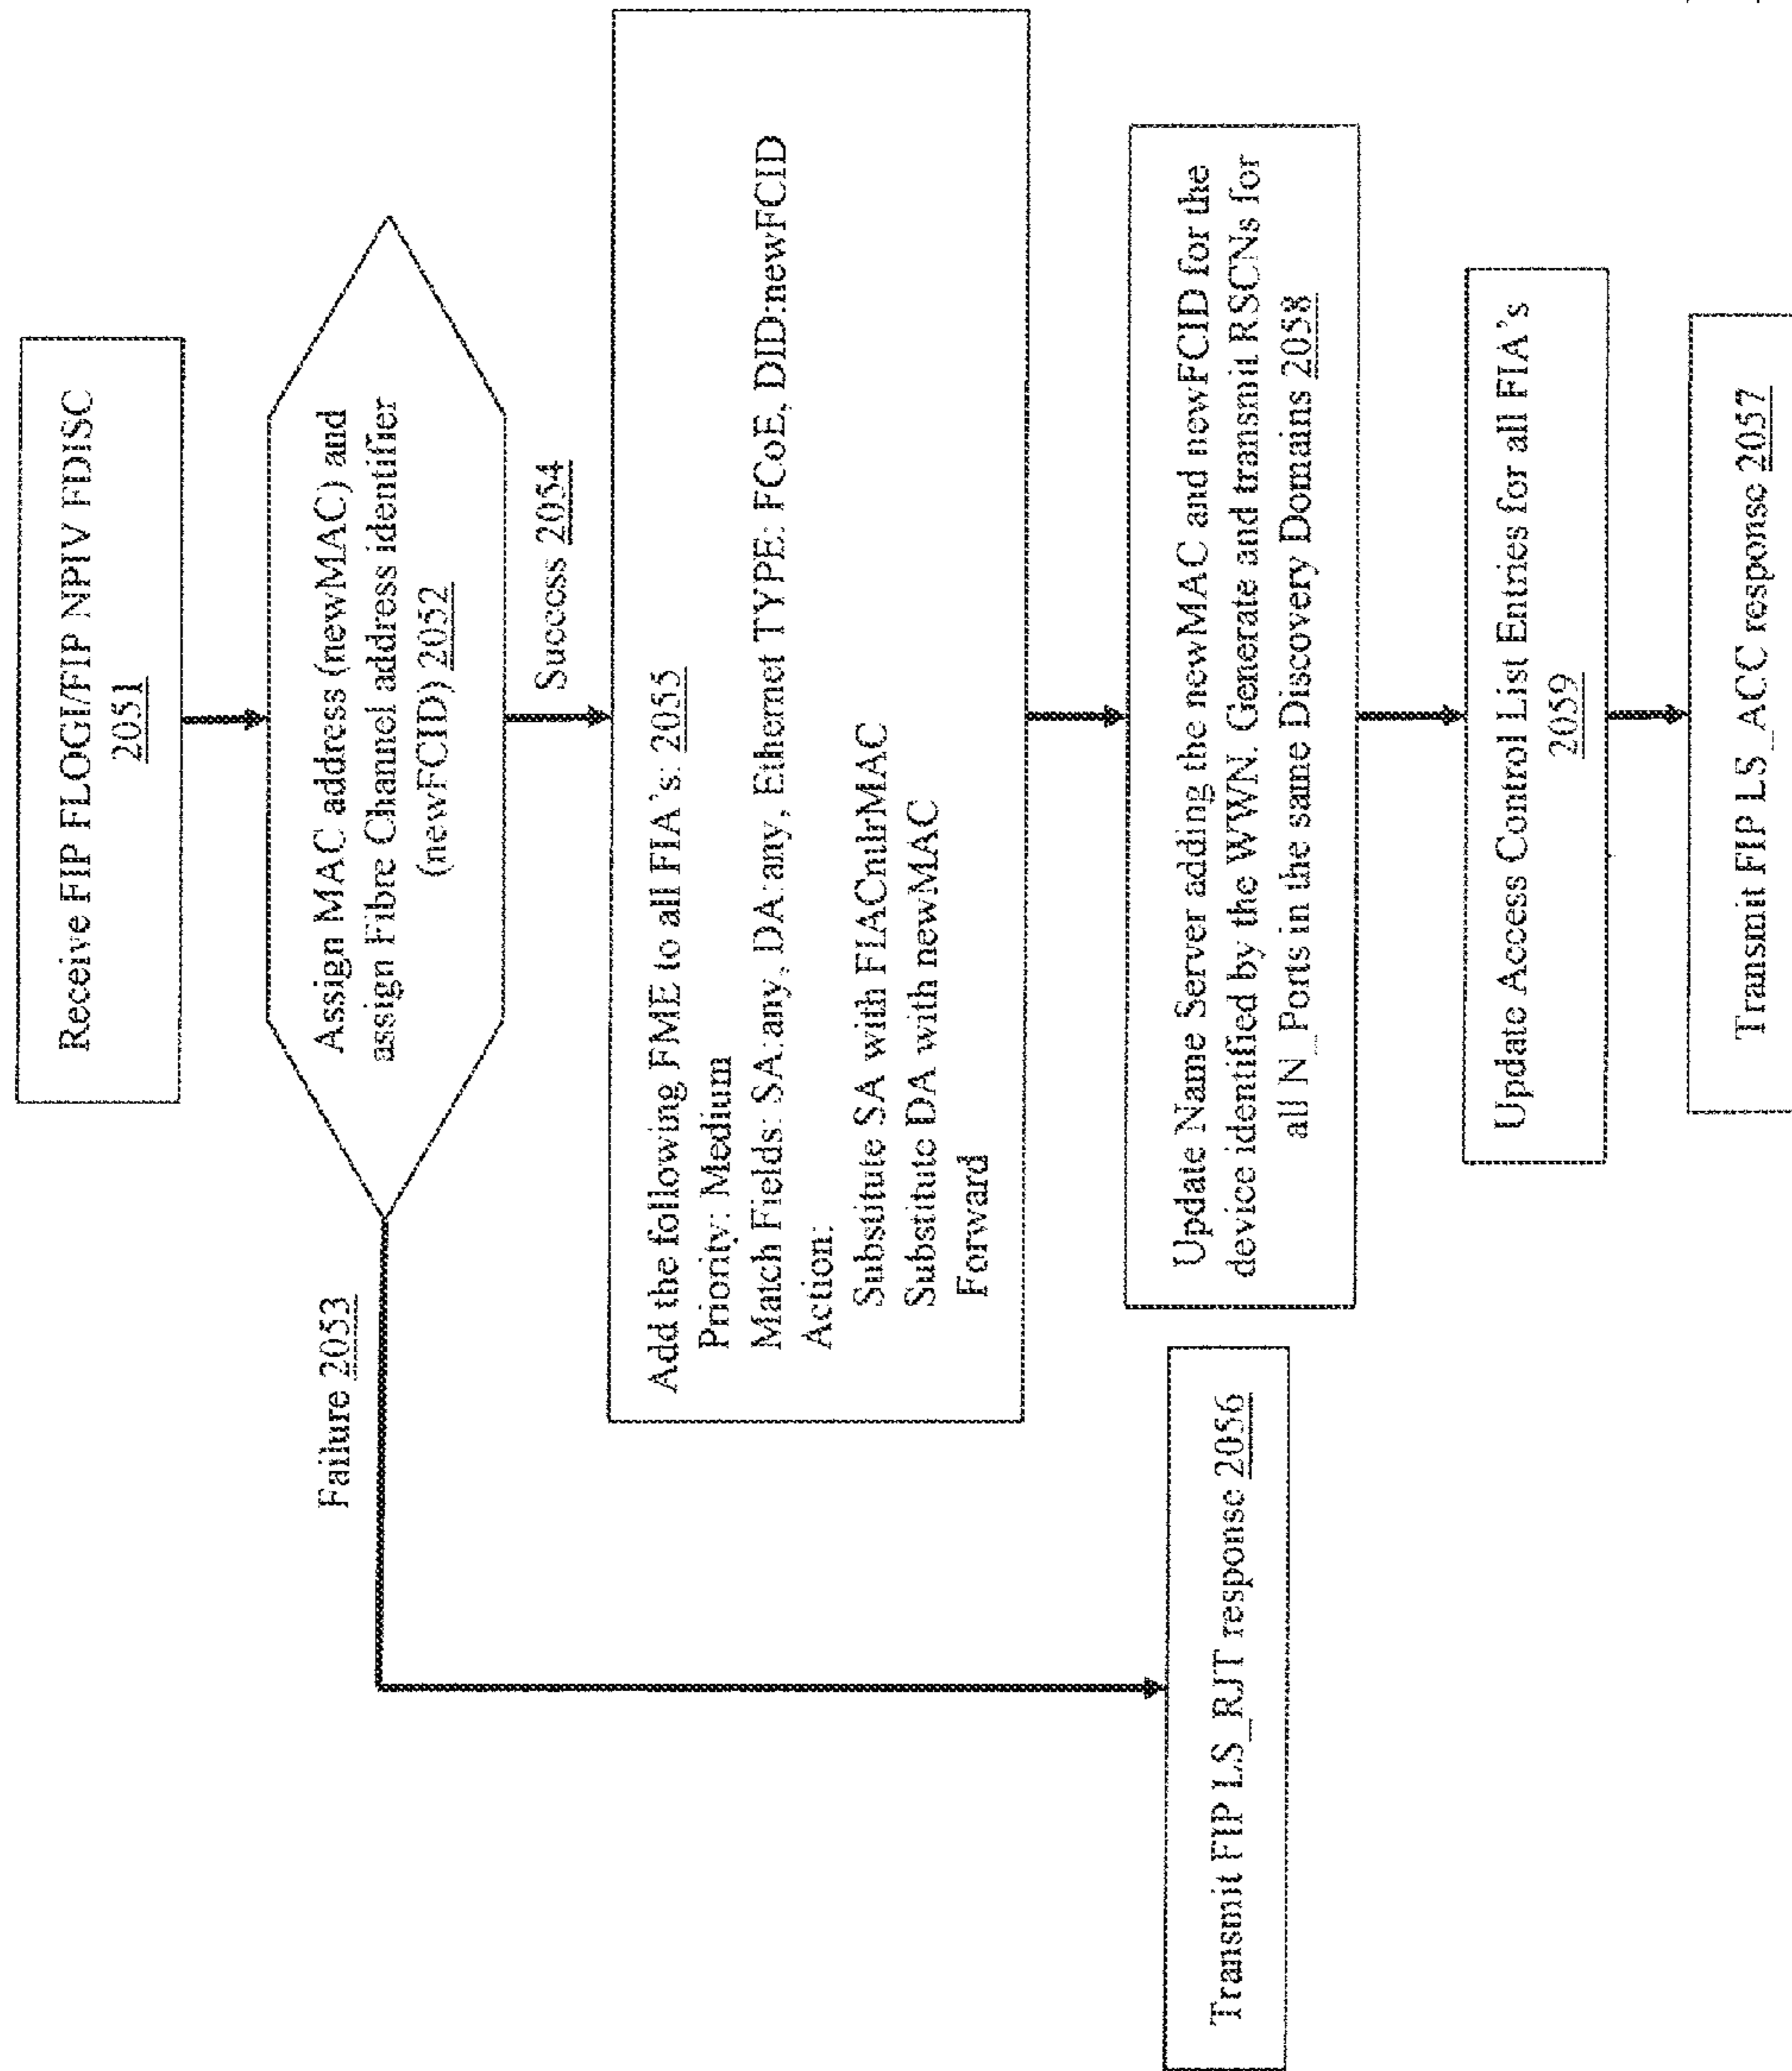 Receive FIP FLOGI/FIP NPIV FDISC
2051
Assign MAC address (newMAC) and
assign Fibre Channel address identifier
(newFCID) 2052
Failure 2053
Success 2054
Add the following FME to all FIA's: 2055
Priority: Medium
Match Fields: SA:any, DA:any, Ethernet TYPE: FCoE, DID:newFCID
Action:
Substitute SA with FIACntlrMAC
Substitute DA with newMAC
Forward
Transmit FIP LS_RJT response 2056
Update Name Server adding the newMAC and newFCID for the
device identified by the WWN. Generate and transmit RSCNs for
all N_Ports in the same Discovery Domains 2058
Update Access Control List Entries for all FIA's
2059
Transmit FIP LS_ACC response 2057